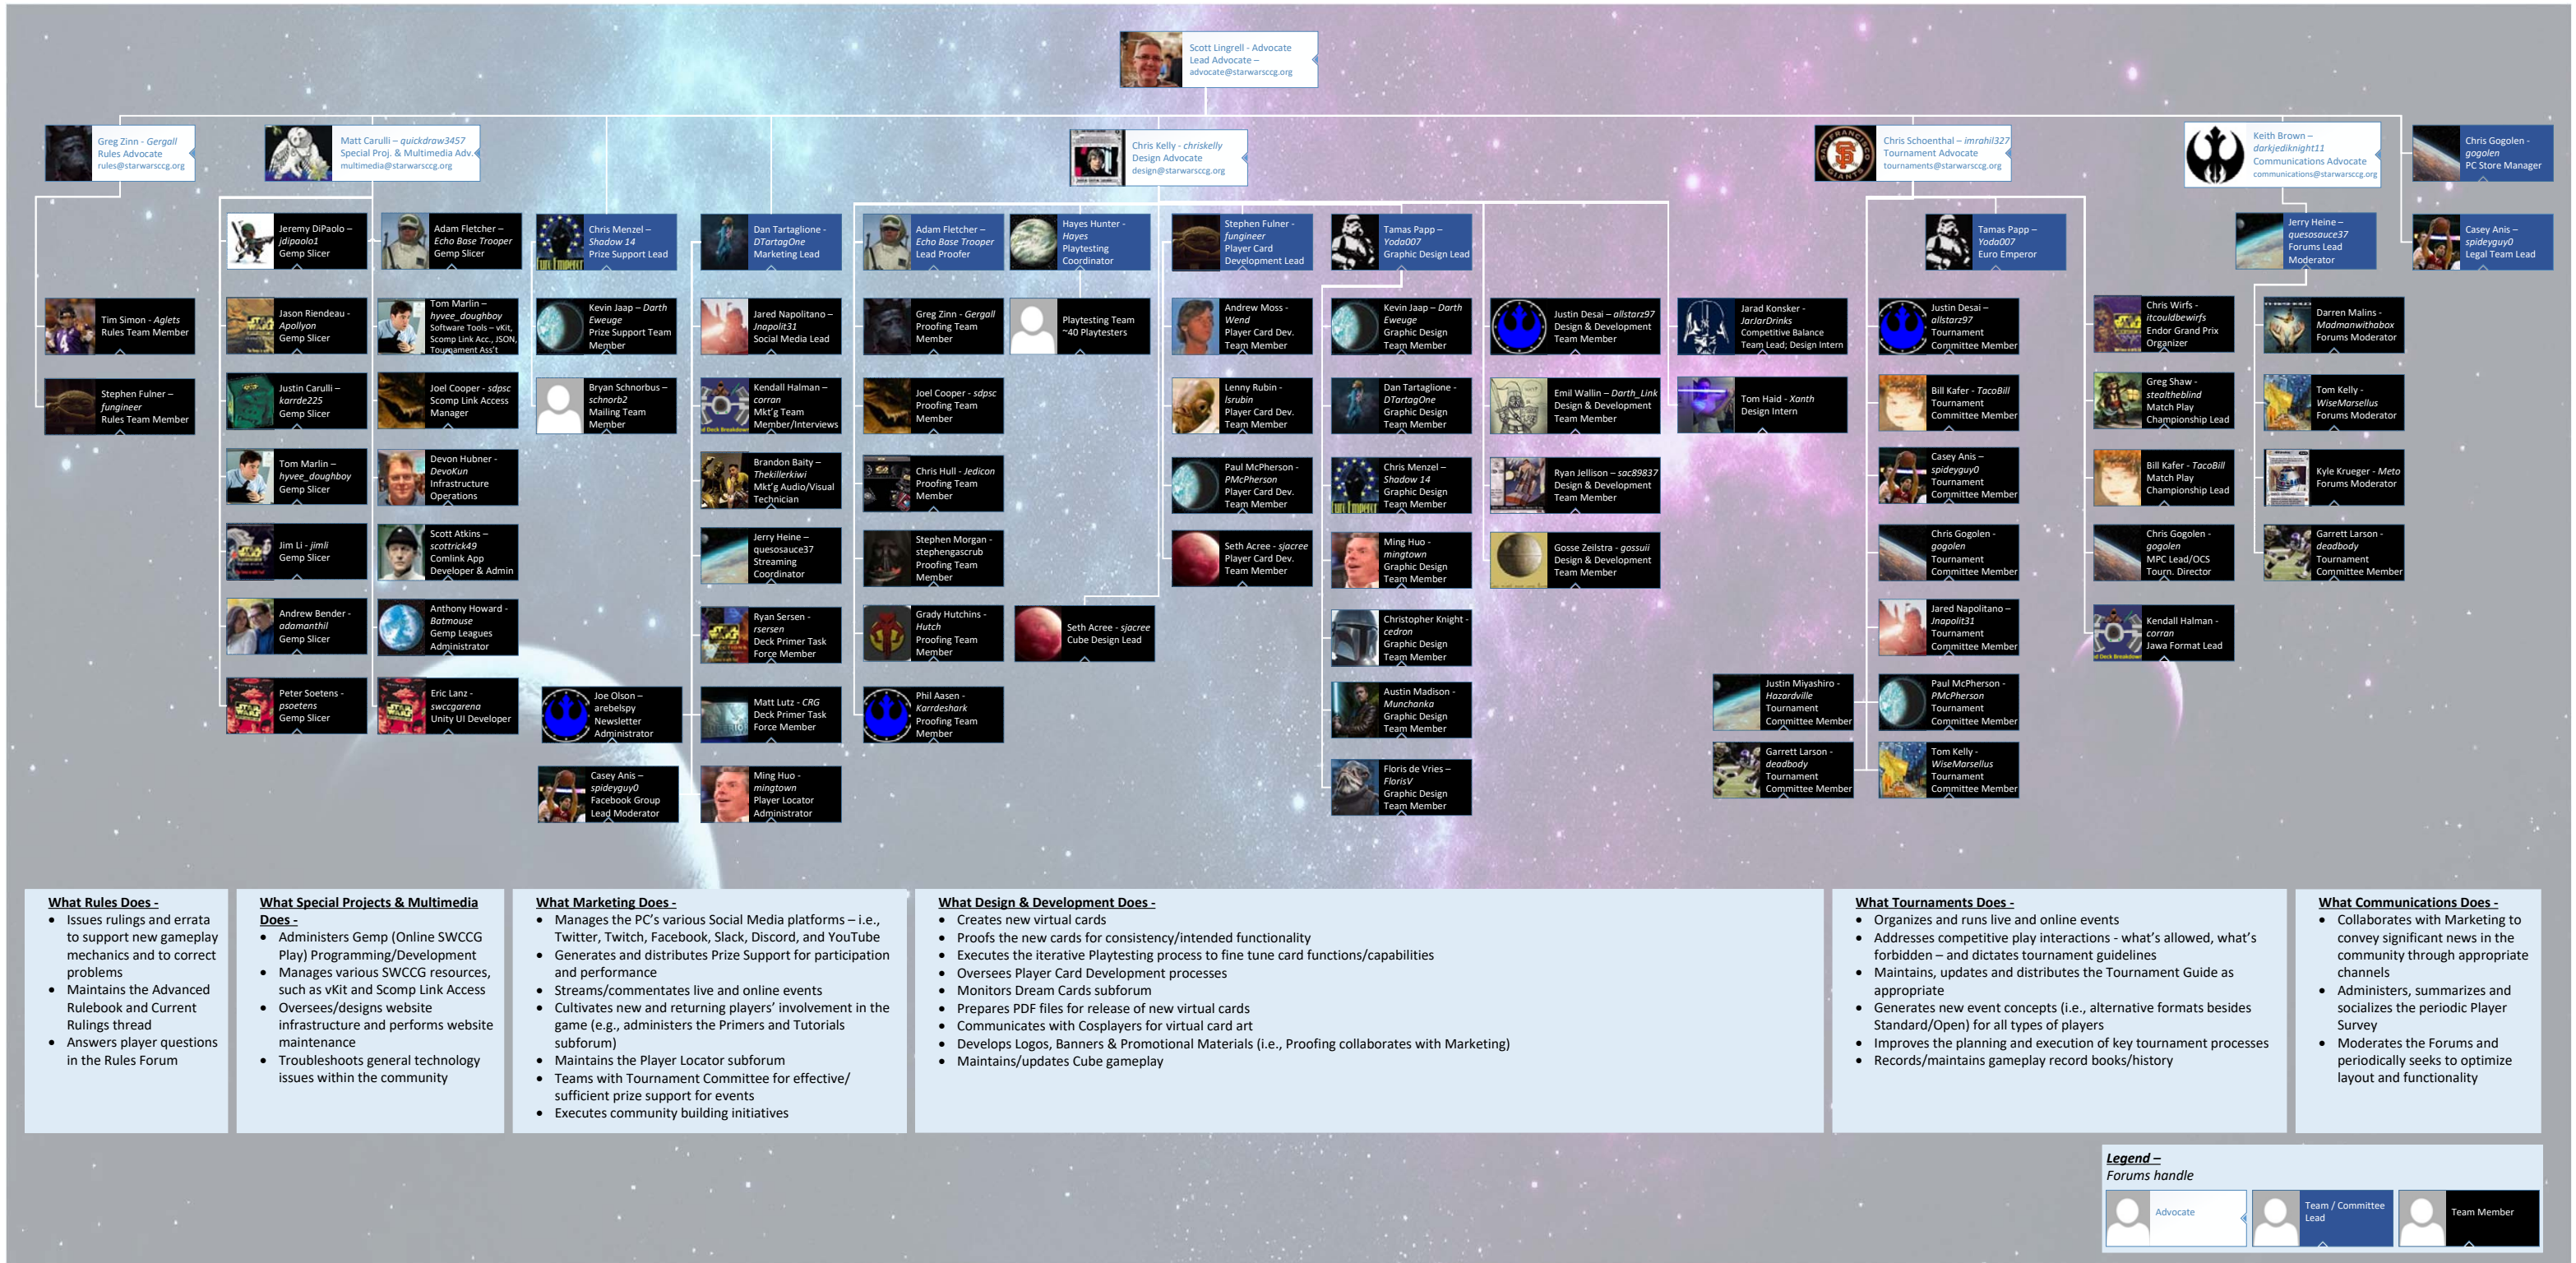 Scott Lingrell - Advocate
Lead Advocate –
advocate@starwarsccg.org
Greg Zinn - Gergall
Rules Advocate
rules@starwarsccg.org
Matt Carulli – quickdraw3457
Special Proj. & Multimedia Adv.
multimedia@starwarsccg.org
Chris Kelly - chriskelly
Design Advocate
design@starwarsccg.org
Chris Schoenthal – imrahil327
Tournament Advocate
tournaments@starwarsccg.org
Keith Brown –
darkjediknight11
Communications Advocate
communications@starwarsccg.org
Chris Gogolen -
gogolen
PC Store Manager
Jeremy DiPaolo –
jdipaolo1
Gemp Slicer
Adam Fletcher –
Echo Base Trooper
Gemp Slicer
Chris Menzel –
Shadow 14
Prize Support Lead
Dan Tartaglione -
DTartagOne
Marketing Lead
Adam Fletcher –
Echo Base Trooper
Lead Proofer
Hayes Hunter -
Hayes
Playtesting
Coordinator
Stephen Fulner -
fungineer
Player Card
Development Lead
Tamas Papp –
Yoda007
Graphic Design Lead
Tamas Papp –
Yoda007
Euro Emperor
Jerry Heine –
quesosauce37
Forums Lead
Moderator
Casey Anis –
spideyguy0
Legal Team Lead
Tim Simon - Aglets
Rules Team Member
Jason Riendeau –
Apollyon
Gemp Slicer
Tom Marlin –
hyvee_doughboy
Software Tools – vKit,
Scomp Link Acc., JSON,
Tournament Ass't
Kevin Jaap – Darth
Eweuge
Prize Support Team
Member
Jared Napolitano –
Jnapolit31
Social Media Lead
Greg Zinn - Gergall
Proofing Team
Member
Playtesting Team
~40 Playtesters
Andrew Moss -
Wend
Player Card Dev.
Team Member
Kevin Jaap - Darth
Eweuge
Graphic Design
Team Member
Justin Desai – allstarz97
Design & Development
Team Member
Jarad Konsker -
JarJarDrinks
Competitive Balance
Team Lead; Design Intern
Justin Desai –
allstarz97
Tournament
Committee Member
Chris Wirfs -
itcouldbewirfs
Endor Grand Prix
Organizer
Darren Malins -
Madmanwithabox
Forums Moderator
Stephen Fulner –
fungineer
Rules Team Member
Justin Carulli –
karrde225
Gemp Slicer
Joel Cooper - sdpsc
Scomp Link Access
Manager
Bryan Schnorbus –
schnorb2
Mailing Team
Member
Kendall Halman –
corran
Mkt'g Team
Member/Interviews
Joel Cooper - sdpsc
Proofing Team
Member
Lenny Rubin -
lsrubin
Player Card Dev.
Team Member
Dan Tartaglione -
DTartagOne
Graphic Design
Team Member
Emil Wallin – Darth_Link
Design & Development
Team Member
Tom Haid - Xanth
Design Intern
Bill Kafer - TacoBill
Tournament
Committee Member
Greg Shaw -
stealtheblind
Match Play
Championship Lead
Tom Kelly -
WiseMarsellus
Forums Moderator
Tom Marlin –
hyvee_doughboy
Gemp Slicer
Devon Hubner -
DevoKun
Infrastructure
Operations
Brandon Baity –
Thekillerkiwi
Mkt'g Audio/Visual
Technician
Chris Hull - Jedicon
Proofing Team
Member
Paul McPherson -
PMcPherson
Player Card Dev.
Team Member
Chris Menzel –
Shadow 14
Graphic Design
Team Member
Ryan Jellison – sac89837
Design & Development
Team Member
Casey Anis –
spideyguy0
Tournament
Committee Member
Bill Kafer - TacoBill
Match Play
Championship Lead
Kyle Krueger - Meto
Forums Moderator
Jim Li - jimli
Gemp Slicer
Scott Atkins –
scottrick49
Comlink App
Developer & Admin
Jerry Heine –
quesosauce37
Streaming
Coordinator
Stephen Morgan -
stephengascrub
Proofing Team
Member
Seth Acree - sjacree
Player Card Dev.
Team Member
Ming Huo -
mingtown
Graphic Design
Team Member
Gosse Zeilstra - gossuii
Design & Development
Team Member
Chris Gogolen -
gogolen
Tournament
Committee Member
Chris Gogolen -
gogolen
MPC Lead/OCS
Tourn. Director
Garrett Larson -
deadbody
Tournament
Committee Member
Andrew Bender -
adamanthil
Gemp Slicer
Anthony Howard -
Batmouse
Gemp Leagues
Administrator
Ryan Sersen -
rsersen
Deck Primer Task
Force Member
Grady Hutchins -
Hutch
Proofing Team
Member
Seth Acree - sjacree
Cube Design Lead
Christopher Knight -
cedron
Graphic Design
Team Member
Jared Napolitano –
Jnapolit31
Tournament
Committee Member
Kendall Halman -
corran
Jawa Format Lead
Peter Soetens -
psoetens
Gemp Slicer
Eric Lanz -
swccgarena
Unity UI Developer
Joe Olson –
arebelspy
Newsletter
Administrator
Matt Lutz - CRG
Deck Primer Task
Force Member
Phil Aasen -
Karrdeshark
Proofing Team
Member
Austin Madison -
Munchanka
Graphic Design
Team Member
Justin Miyashiro -
Hazardville
Tournament
Committee Member
Paul McPherson -
PMcPherson
Tournament
Committee Member
Casey Anis –
spideyguy0
Facebook Group
Lead Moderator
Ming Huo -
mingtown
Player Locator
Administrator
Floris de Vries –
FlorisV
Graphic Design
Team Member
Garrett Larson -
deadbody
Tournament
Committee Member
Tom Kelly -
WiseMarsellus
Tournament
Committee Member
What Rules Does -
• Issues rulings and errata
to support new gameplay
mechanics and to correct
problems
• Maintains the Advanced
Rulebook and Current
Rulings thread
• Answers player questions
in the Rules Forum
What Special Projects & Multimedia
Does -
• Administers Gemp (Online SWCCG
Play) Programming/Development
• Manages various SWCCG resources,
such as vKit and Scomp Link Access
• Oversees/designs website
infrastructure and performs website
maintenance
• Troubleshoots general technology
issues within the community
What Marketing Does -
• Manages the PC's various Social Media platforms – i.e.,
Twitter, Twitch, Facebook, Slack, Discord, and YouTube
• Generates and distributes Prize Support for participation
and performance
• Streams/commentates live and online events
• Cultivates new and returning players' involvement in the
game (e.g., administers the Primers and Tutorials
subforum)
• Maintains the Player Locator subforum
• Teams with Tournament Committee for effective/
sufficient prize support for events
• Executes community building initiatives
What Design & Development Does -
• Creates new virtual cards
• Proofs the new cards for consistency/intended functionality
• Executes the iterative Playtesting process to fine tune card functions/capabilities
• Oversees Player Card Development processes
• Monitors Dream Cards subforum
• Prepares PDF files for release of new virtual cards
• Communicates with Cosplayers for virtual card art
• Develops Logos, Banners & Promotional Materials (i.e., Proofing collaborates with Marketing)
• Maintains/updates Cube gameplay
What Tournaments Does -
• Organizes and runs live and online events
• Addresses competitive play interactions - what's allowed, what's
forbidden – and dictates tournament guidelines
• Maintains, updates and distributes the Tournament Guide as
appropriate
• Generates new event concepts (i.e., alternative formats besides
Standard/Open) for all types of players
• Improves the planning and execution of key tournament processes
• Records/maintains gameplay record books/history
What Communications Does -
• Collaborates with Marketing to
convey significant news in the
community through appropriate
channels
• Administers, summarizes and
socializes the periodic Player
Survey
• Moderates the Forums and
periodically seeks to optimize
layout and functionality
Legend –
Forums handle
Advocate
Team / Committee
Lead
Team Member